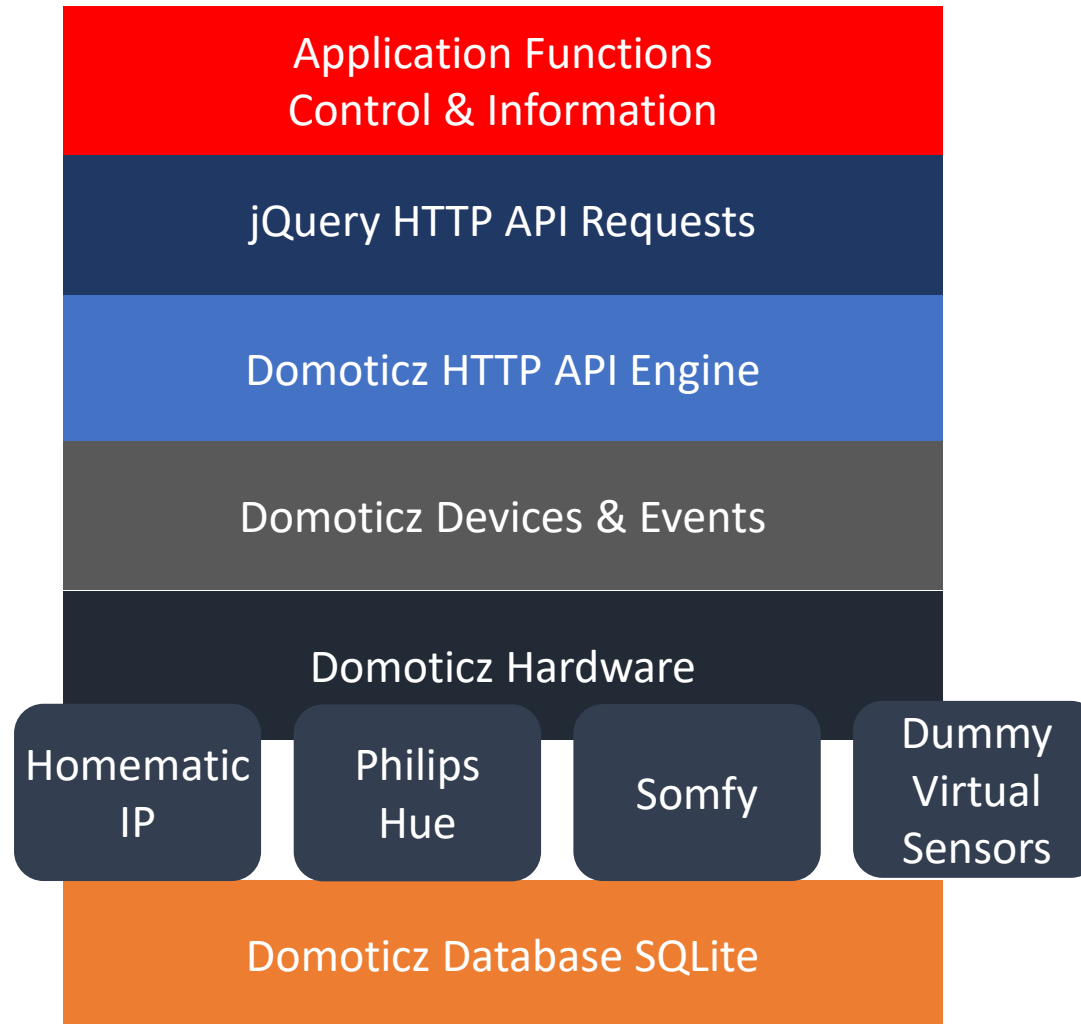 Application Functions
Control & Information
jQuery HTTP API Requests
Domoticz HTTP API Engine
Domoticz Devices & Events
Domoticz Hardware
Homematic
IP
Philips
Hue
Somfy
Dummy
Virtual
Sensors
Domoticz Database SQLite